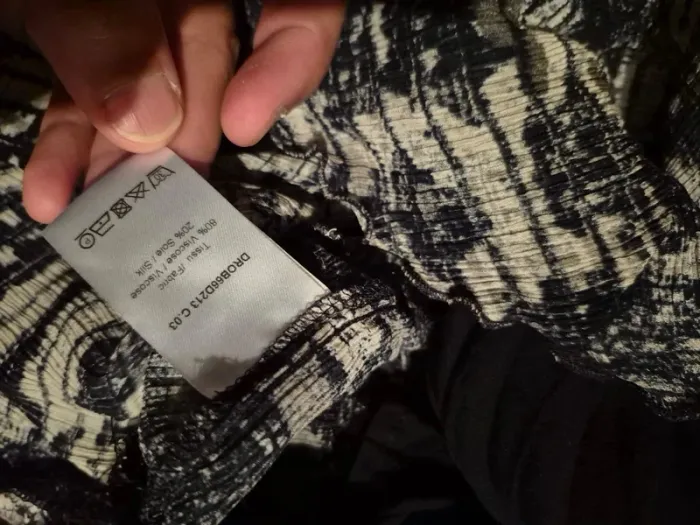 DROB66D213 C.03
Tissu /Fabric
80% Viscose / Viscose
20% Soie / Silk